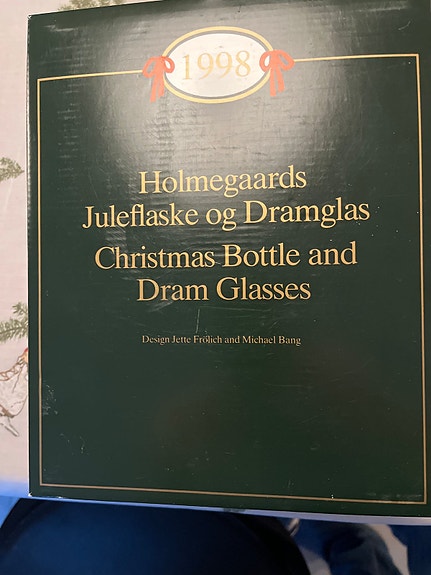 1998
Holmegaards
Juleflaske og Dramglas
Christmas Bottle and
Dram Glasses
Design Jette Frölich and Michael Bang